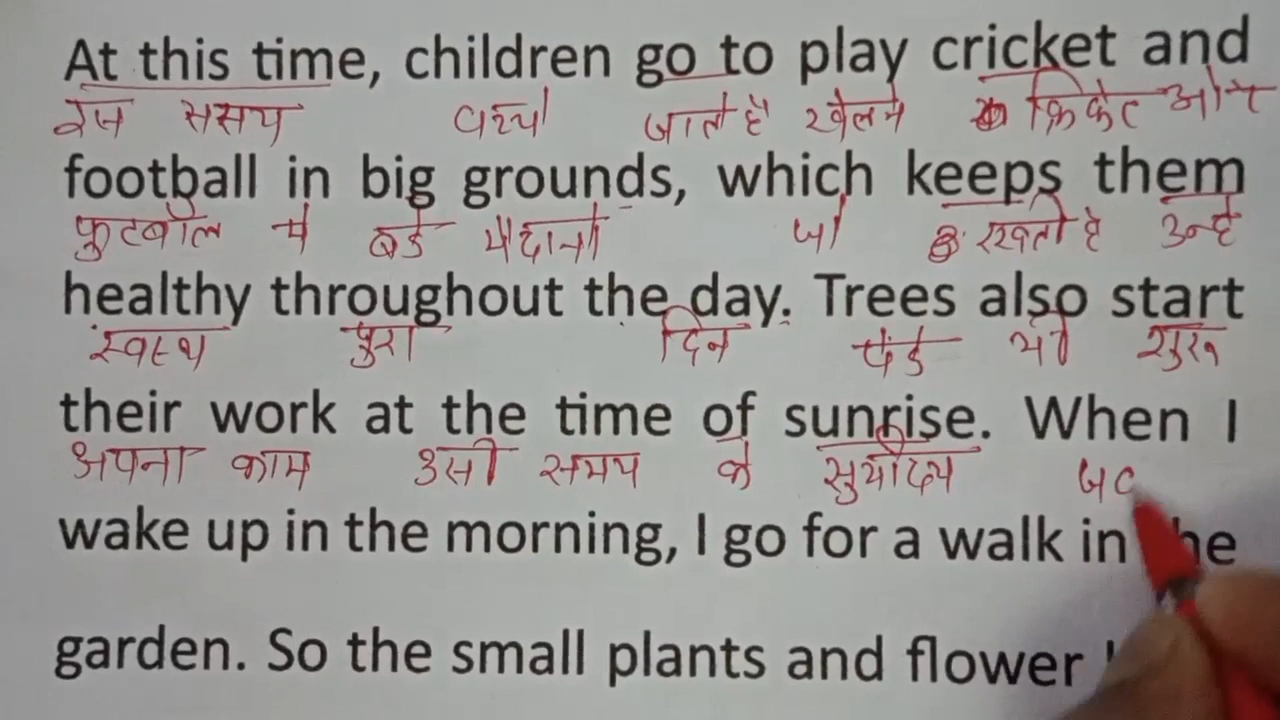 At this time, children go to play cricket and
समय बच्चो जाते है खेलने क्रिकेट और
football in big grounds, which keeps them
फुटबॉल में बडे मैदानो जो रखती है उन्हे
healthy throughout the day. Trees also start
स्वस्थ पुरा दिन पेड भी शुरू
their work at the time of sunrise. When I
अपना काम उसी समय के सुर्योदय
wake up in the morning, I go for a walk in
garden. So the small plants and flower